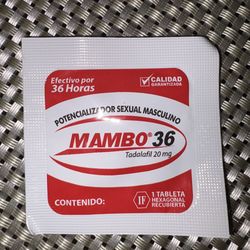 Efectivo por
36 Horas
CALIDAD
GARANTIZADA
POTENCIALIZADOR SEXUAL MASCULINO
MAMBO® 36
Tadalafil 20 mg
CONTENIDO:
IF
1 TABLETA
HEXAGONAL
RECUBIERTA